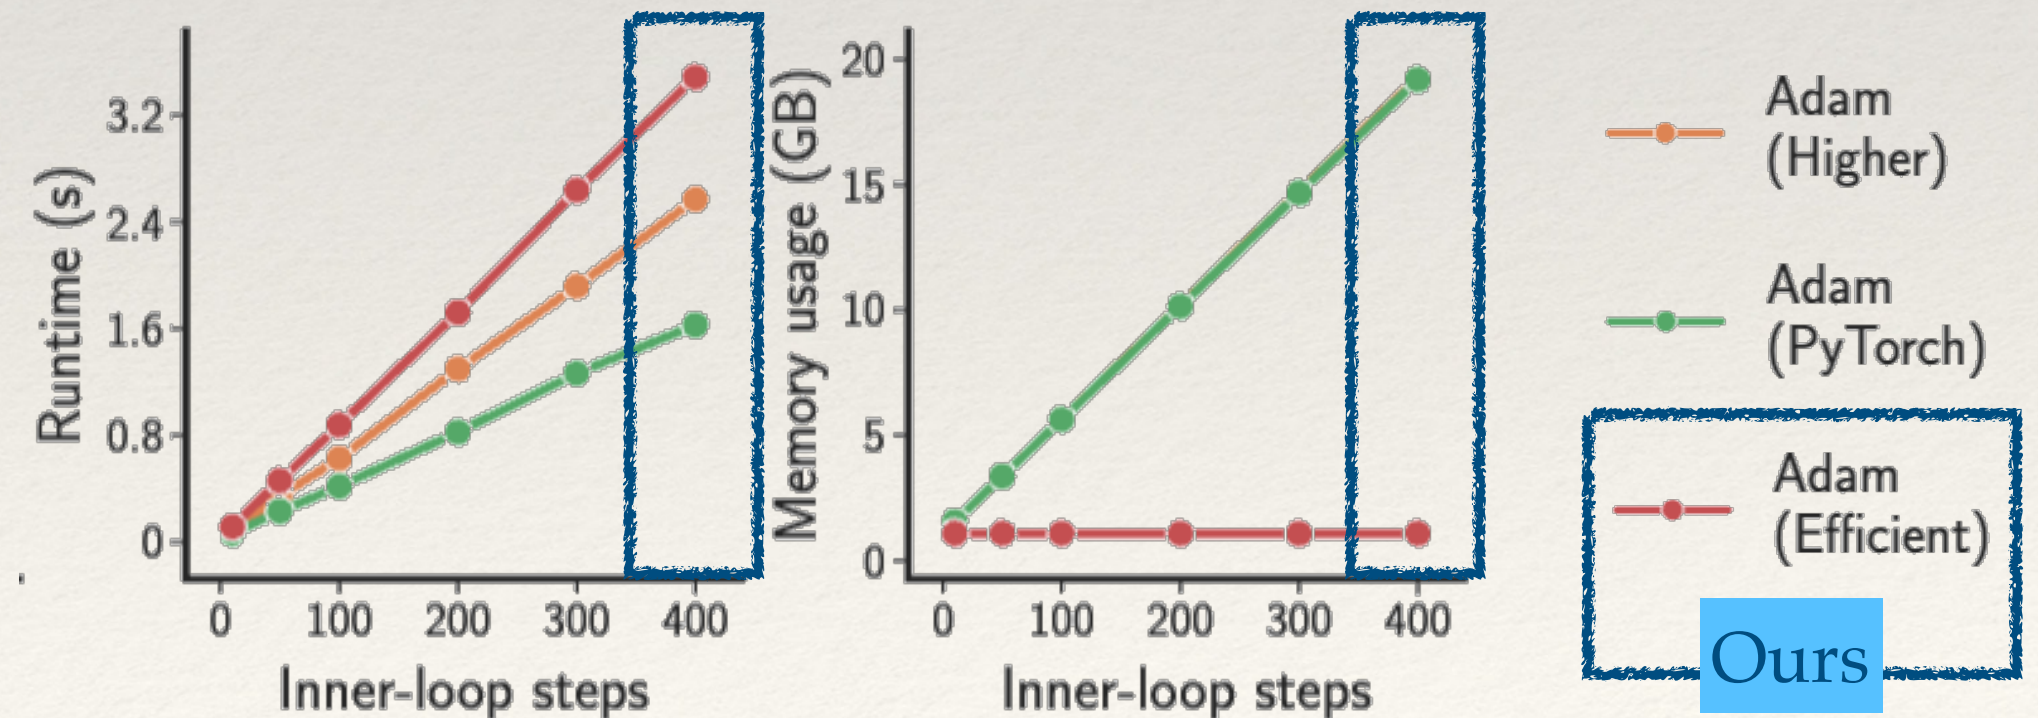 Runtime (s)
3.2
2.4
1.6
0.8
0
0 100 200 300 400
Inner-loop steps
Memory usage (GB)
20
15
10
5
0
0 100 200 300 400
Inner-loop steps
Adam
(Higher)
Adam
(PyTorch)
Adam
(Efficient)
Ours